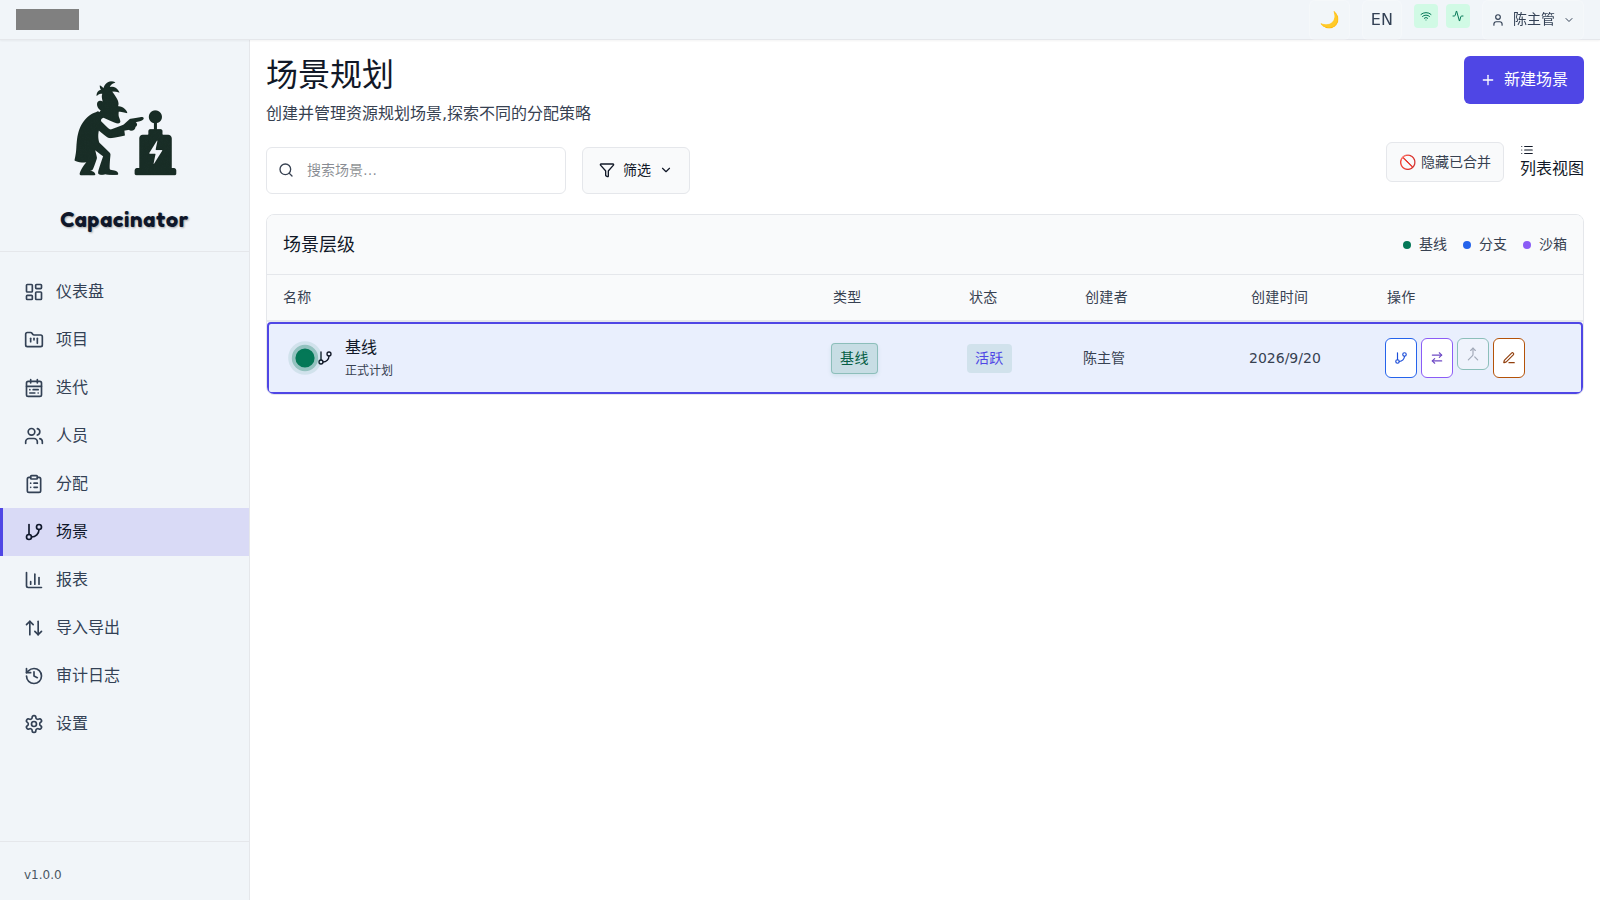 EN
陈主管
Capacinator
仪表盘
项目
迭代
人员
分配
场景
报表
导入导出
审计日志
设置
v1.0.0
场景规划
创建并管理资源规划场景,探索不同的分配策略
新建场景
搜索场景...
筛选
隐藏已合并
列表视图
场景层级
基线 分支 沙箱
名称 类型 状态 创建者 创建时间 操作
基线
正式计划
基线 活跃 陈主管 2026/9/20